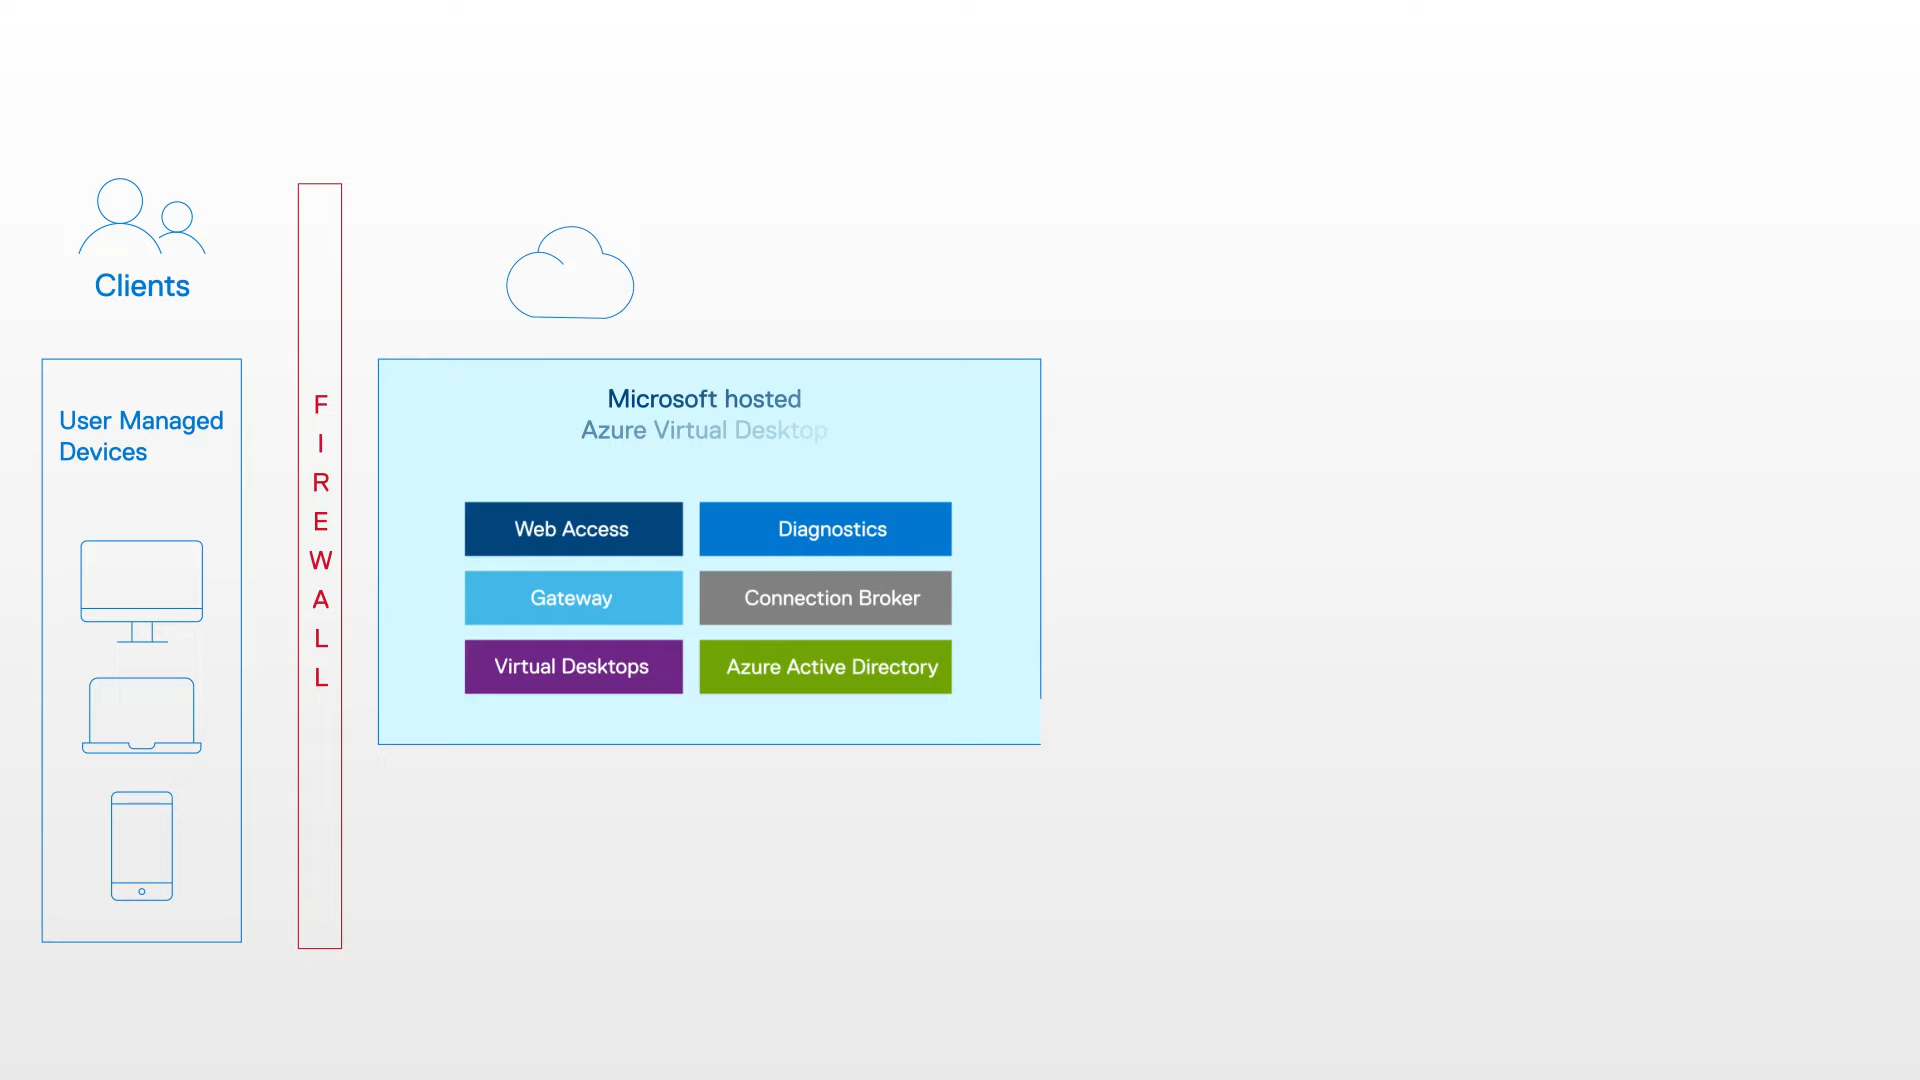 Clients
User Managed
Devices
FIREWALL
Microsoft hosted
Azure Virtual Desktop
Web Access
Diagnostics
Gateway
Connection Broker
Virtual Desktops
Azure Active Directory